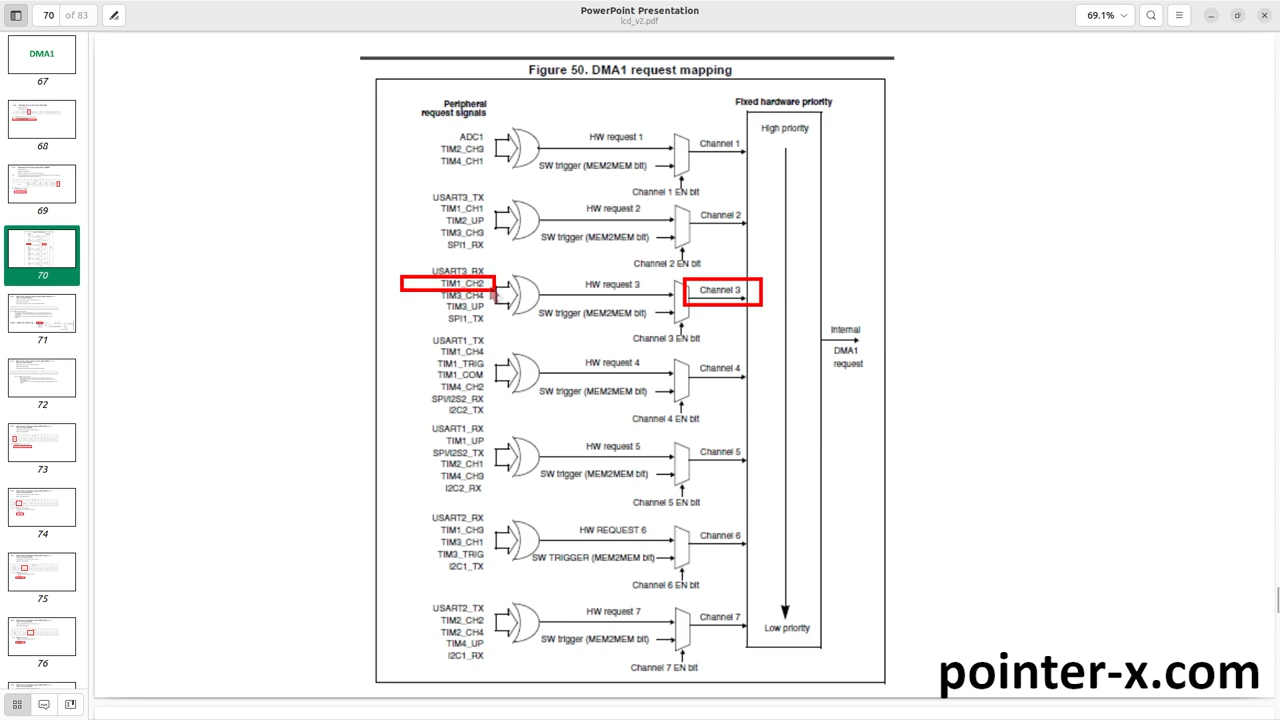 70 of 83
PowerPoint Presentation
lcd_v2.pdf
69.1%
DMA1
67
68
69
70
71
72
73
74
75
76
Figure 50. DMA1 request mapping
Peripheral
request signals
Fixed hardware priority
High priority
ADC1
TIM2_CH3
TIM4_CH1
HW request 1
SW trigger (MEM2MEM bit)
Channel 1
Channel 1 EN bit
USART3_TX
TIM1_CH1
TIM2_UP
TIM3_CH3
SPI1_RX
HW request 2
SW trigger (MEM2MEM bit)
Channel 2
Channel 2 EN bit
USART3_RX
TIM1_CH2
TIM3_CH4
TIM3_UP
SPI1_TX
HW request 3
SW trigger (MEM2MEM bit)
Channel 3
Channel 3 EN bit
Internal
DMA1
request
USART1_TX
TIM1_CH4
TIM1_TRIG
TIM1_COM
TIM4_CH2
SPI/I2S2_RX
I2C2_TX
HW request 4
SW trigger (MEM2MEM bit)
Channel 4
Channel 4 EN bit
USART1_RX
TIM1_UP
SPI/I2S2_TX
TIM2_CH1
TIM4_CH3
I2C2_RX
HW request 5
SW trigger (MEM2MEM bit)
Channel 5
Channel 5 EN bit
USART2_RX
TIM1_CH3
TIM3_CH1
TIM3_TRIG
I2C1_TX
HW REQUEST 6
SW TRIGGER (MEM2MEM bit)
Channel 6
Channel 6 EN bit
USART2_TX
TIM2_CH2
TIM2_CH4
TIM4_UP
I2C1_RX
HW request 7
SW trigger (MEM2MEM bit)
Channel 7
Channel 7 EN bit
Low priority
pointer-x.com